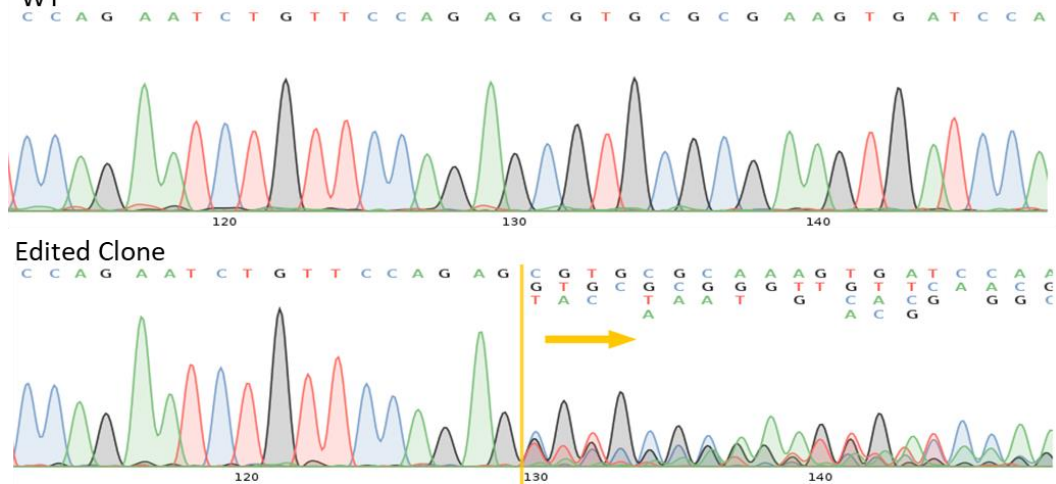 WT
C C A G A A T C T G T T C C A G A G C G T G C G C G A A G T G A T C C A
120 130 140
Edited Clone
C C A G A A T C T G T T C C A G A G C G T G C G C A A A G T G A T C C A A
G T G C G C G G G T T G T T C A A C G
T A C T A A T G C A C G G G C
A A C G
120 130 140